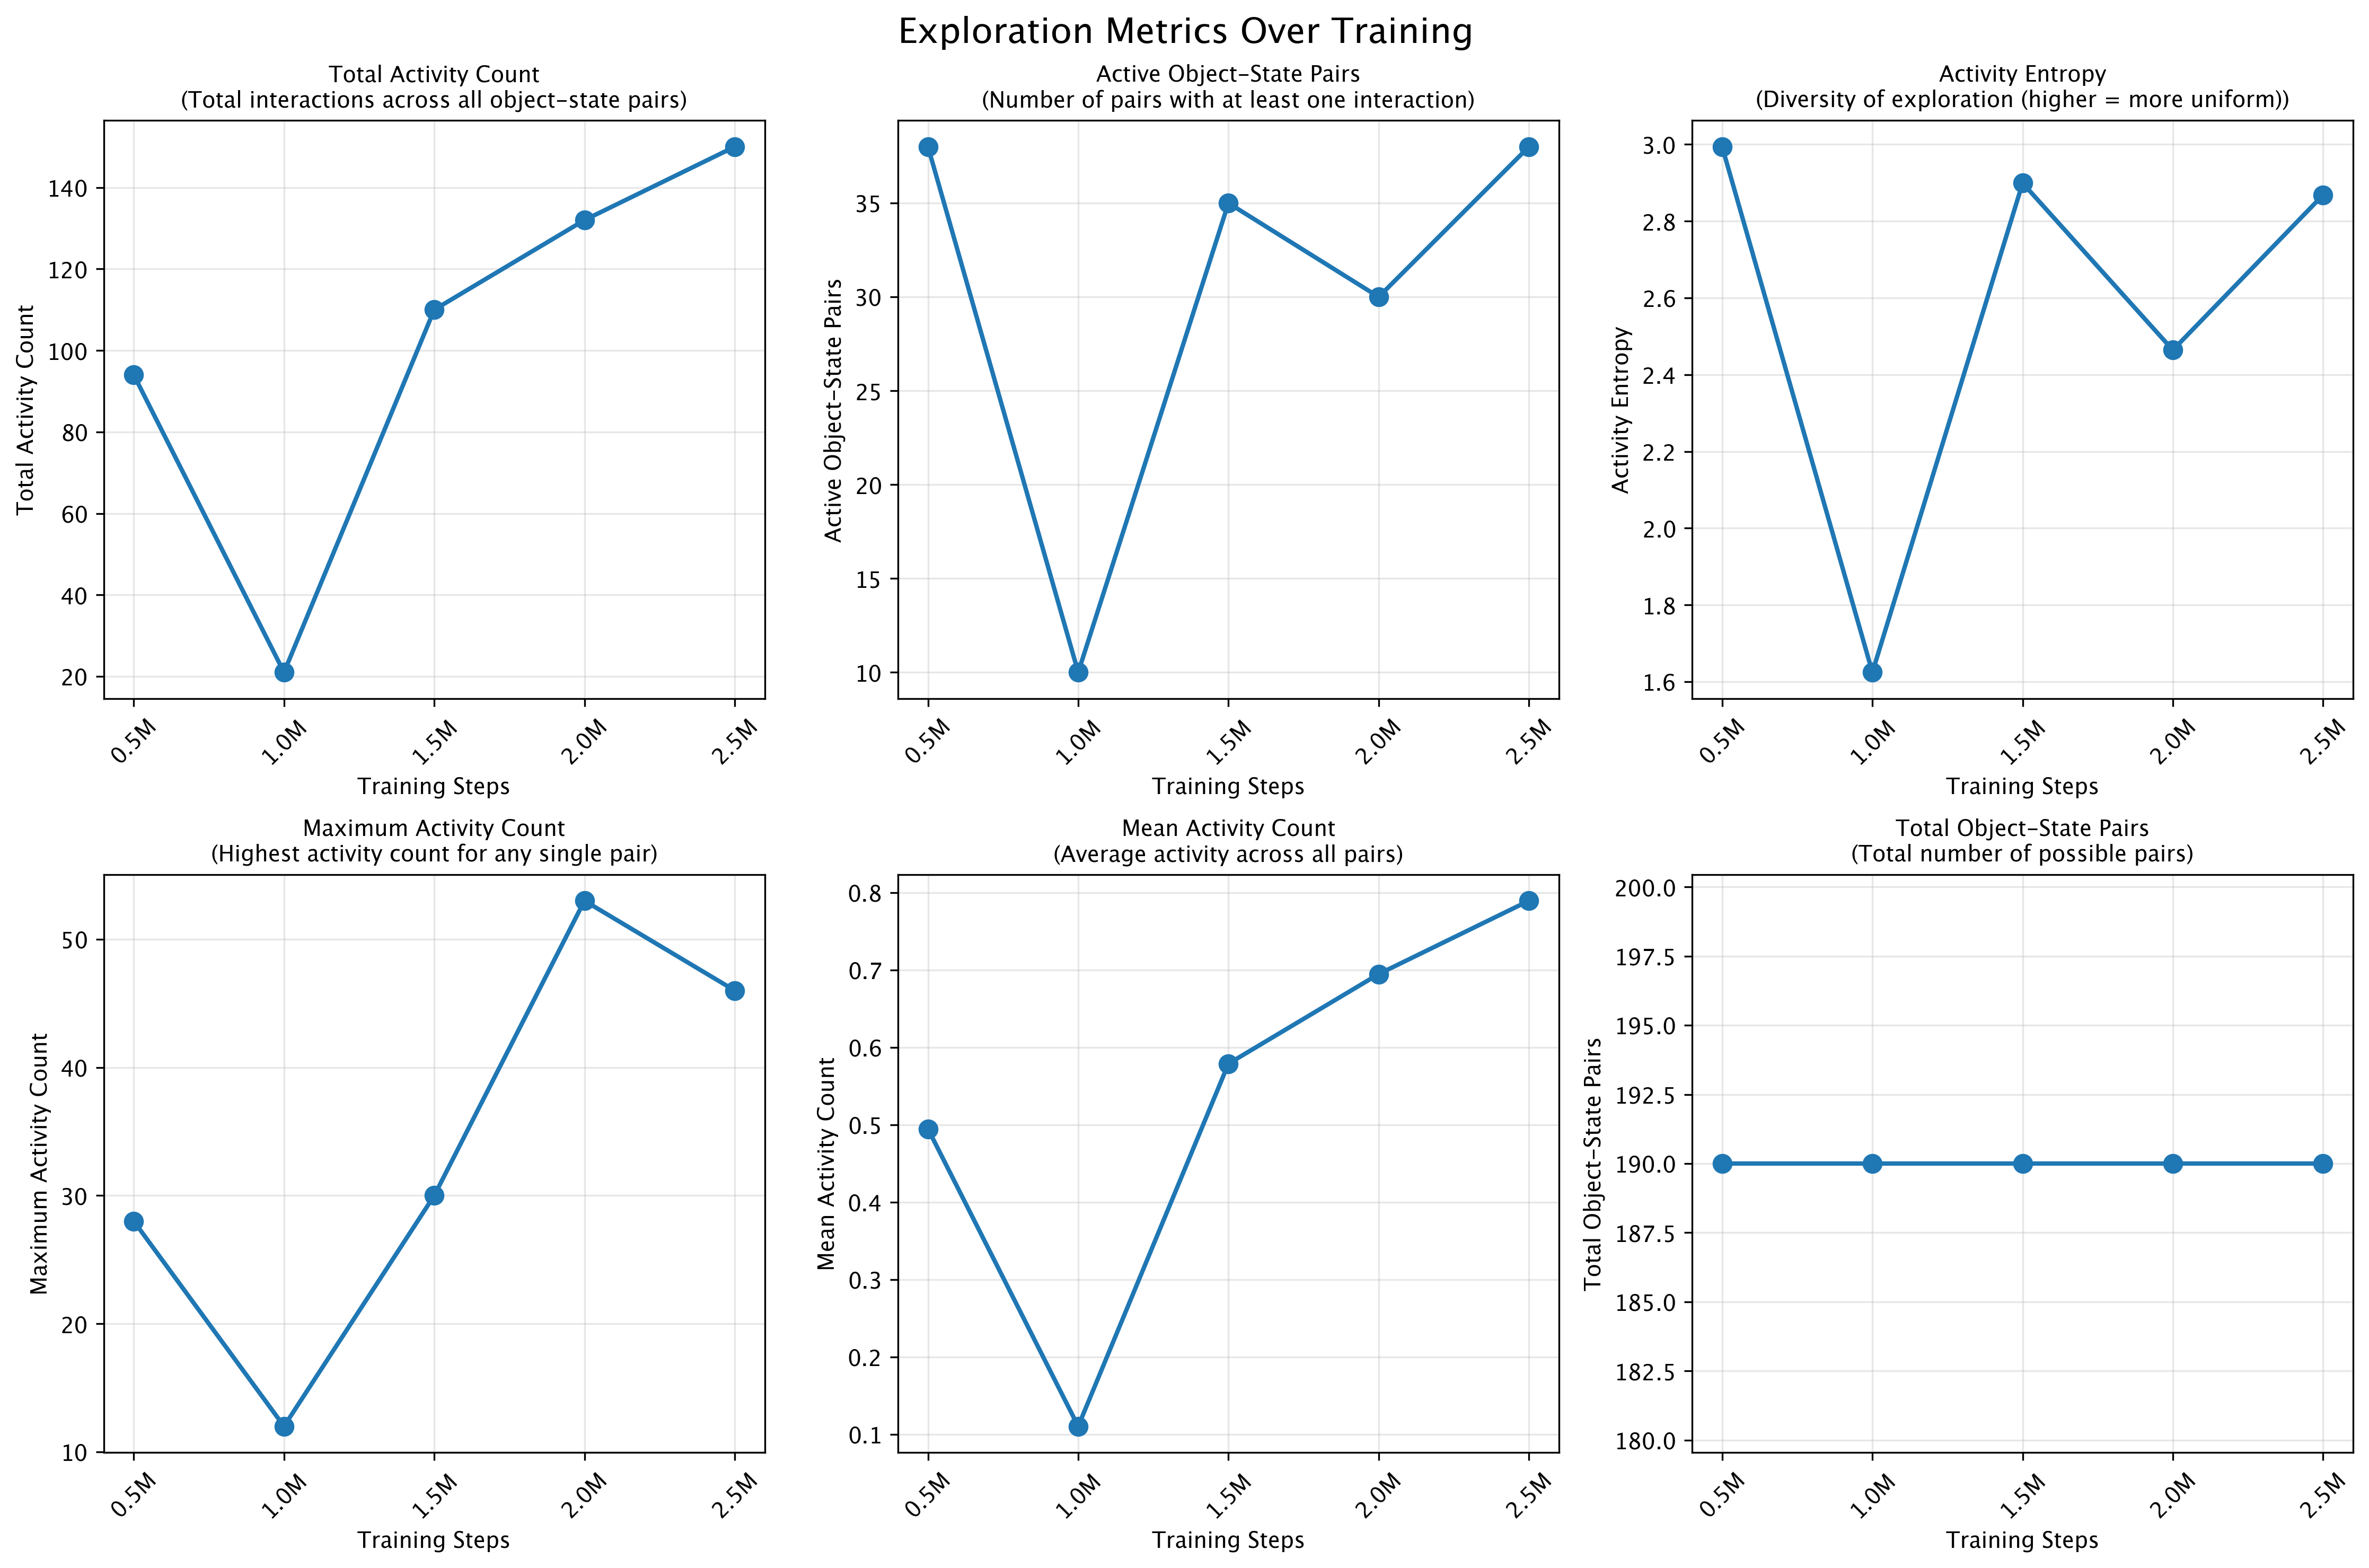 Exploration Metrics Over Training
Total Activity Count
(Total interactions across all object-state pairs)
Total Activity Count
140
120
100
80
60
40
20
0.5M
1.0M
1.5M
2.0M
2.5M
Training Steps
Active Object-State Pairs
(Number of pairs with at least one interaction)
Active Object-State Pairs
35
30
25
20
15
10
0.5M
1.0M
1.5M
2.0M
2.5M
Training Steps
Activity Entropy
(Diversity of exploration (higher = more uniform))
Activity Entropy
3.0
2.8
2.6
2.4
2.2
2.0
1.8
1.6
0.5M
1.0M
1.5M
2.0M
2.5M
Training Steps
Maximum Activity Count
(Highest activity count for any single pair)
Maximum Activity Count
50
40
30
20
10
0.5M
1.0M
1.5M
2.0M
2.5M
Training Steps
Mean Activity Count
(Average activity across all pairs)
Mean Activity Count
0.8
0.7
0.6
0.5
0.4
0.3
0.2
0.1
0.5M
1.0M
1.5M
2.0M
2.5M
Training Steps
Total Object-State Pairs
(Total number of possible pairs)
Total Object-State Pairs
200.0
197.5
195.0
192.5
190.0
187.5
185.0
182.5
180.0
0.5M
1.0M
1.5M
2.0M
2.5M
Training Steps